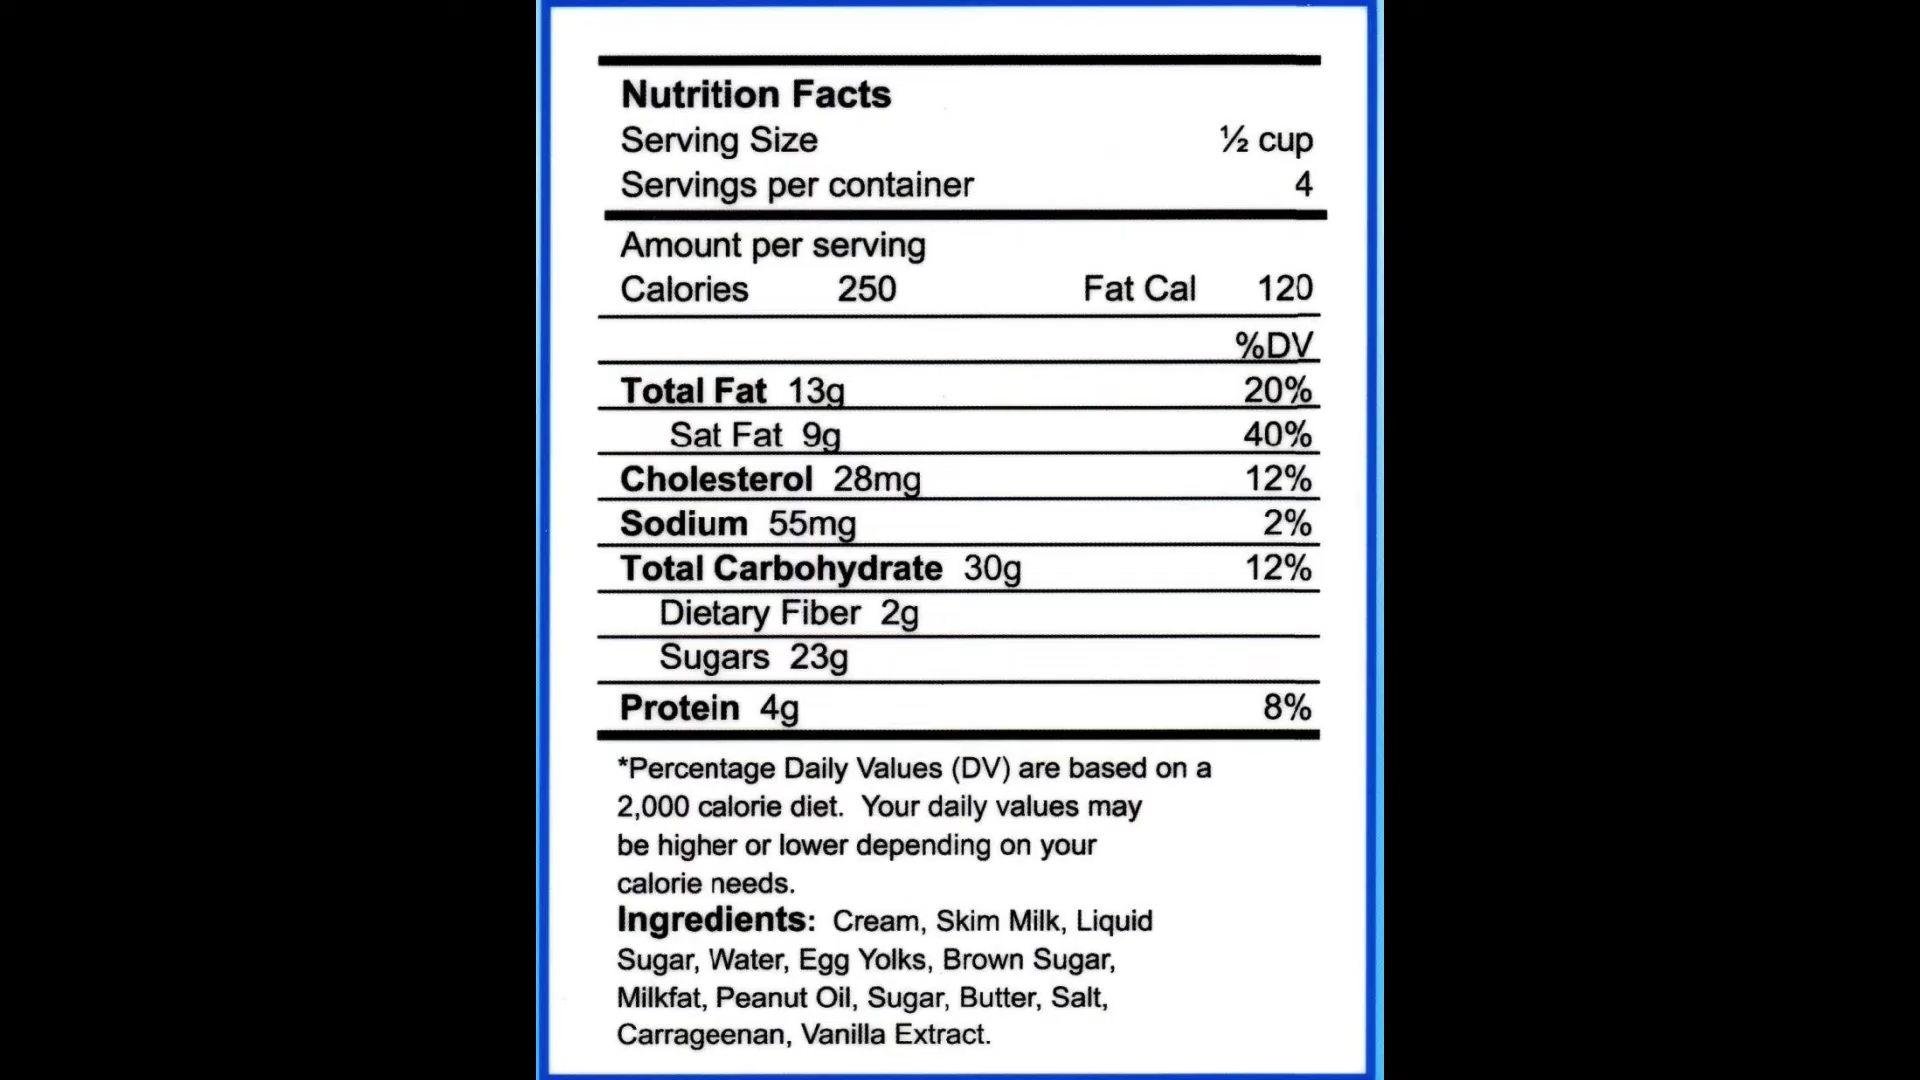 Nutrition Facts
Serving Size ½ cup
Servings per container 4
Amount per serving
Calories 250 Fat Cal 120
%DV
Total Fat 13g 20%
Sat Fat 9g 40%
Cholesterol 28mg 12%
Sodium 55mg 2%
Total Carbohydrate 30g 12%
Dietary Fiber 2g
Sugars 23g
Protein 4g 8%
*Percentage Daily Values (DV) are based on a
2,000 calorie diet. Your daily values may
be higher or lower depending on your
calorie needs.
Ingredients: Cream, Skim Milk, Liquid
Sugar, Water, Egg Yolks, Brown Sugar,
Milkfat, Peanut Oil, Sugar, Butter, Salt,
Carrageenan, Vanilla Extract.